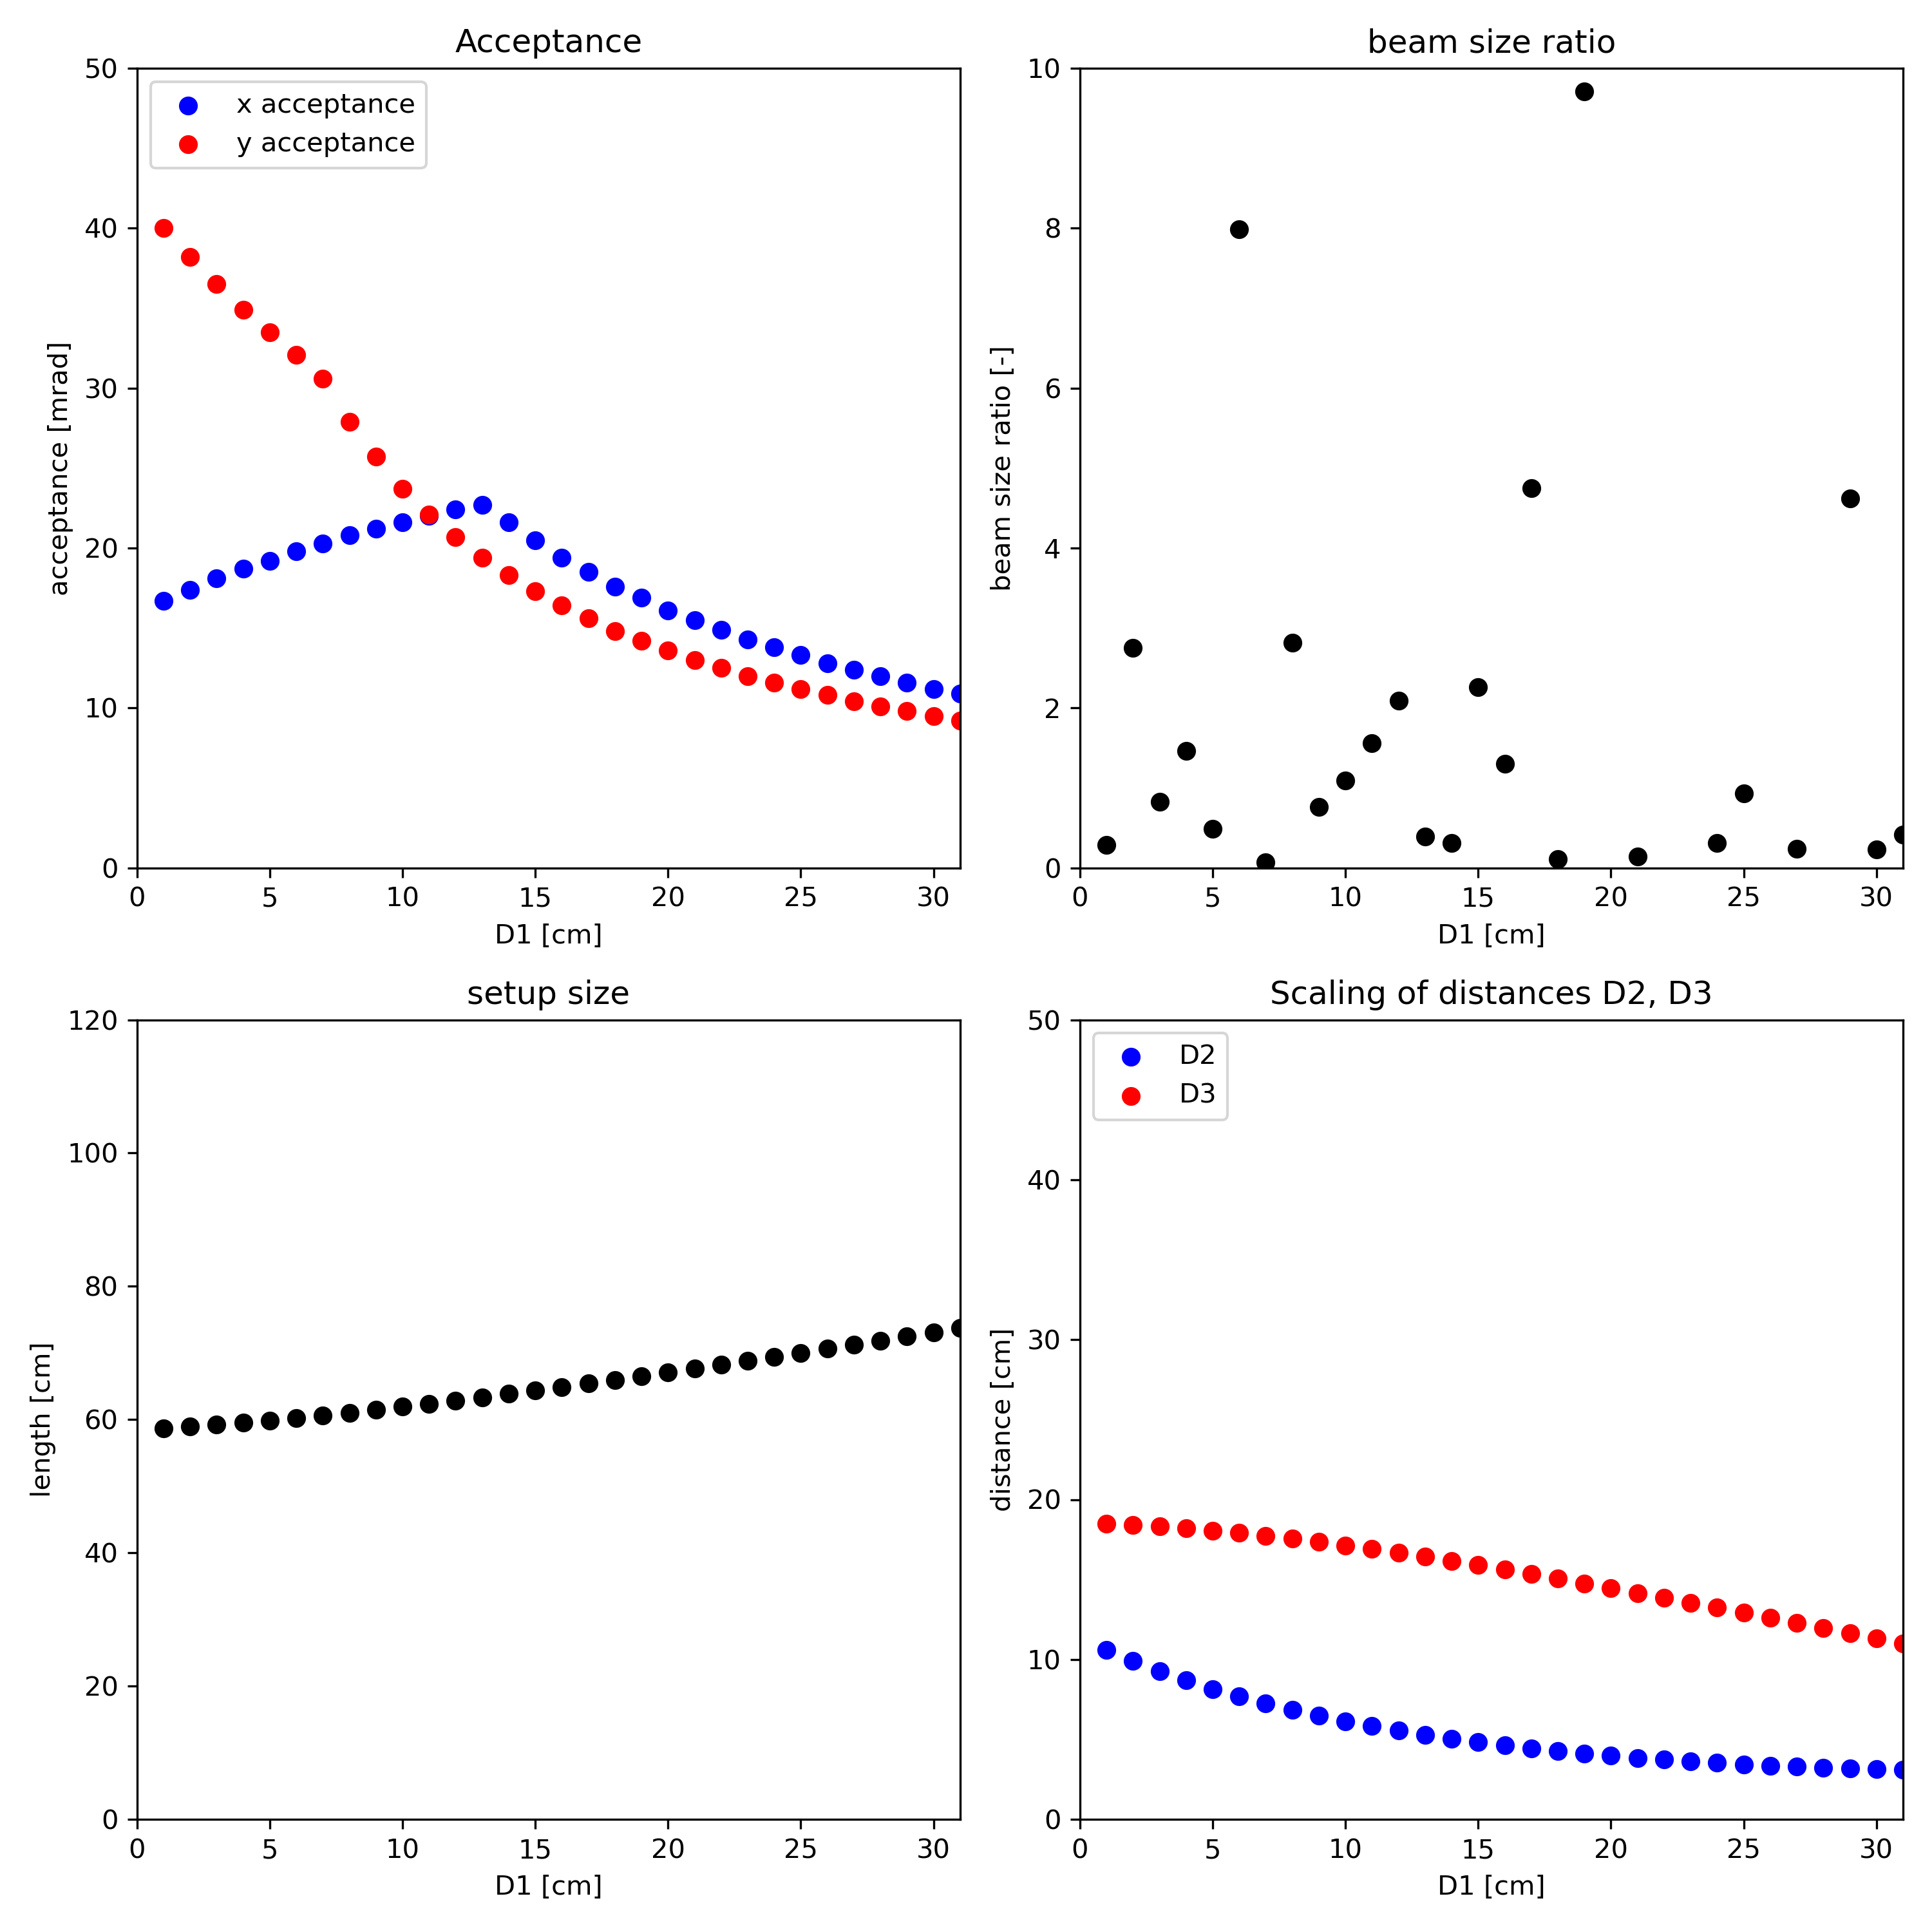 Acceptance
50
40
30
20
10
0
acceptance [mrad]
x acceptance
y acceptance
0 5 10 15 20 25 30
D1 [cm]
beam size ratio
10
8
6
4
2
0
beam size ratio [-]
0 5 10 15 20 25 30
D1 [cm]
setup size
120
100
80
60
40
20
0
length [cm]
0 5 10 15 20 25 30
D1 [cm]
Scaling of distances D2, D3
50
40
30
20
10
0
distance [cm]
D2
D3
0 5 10 15 20 25 30
D1 [cm]